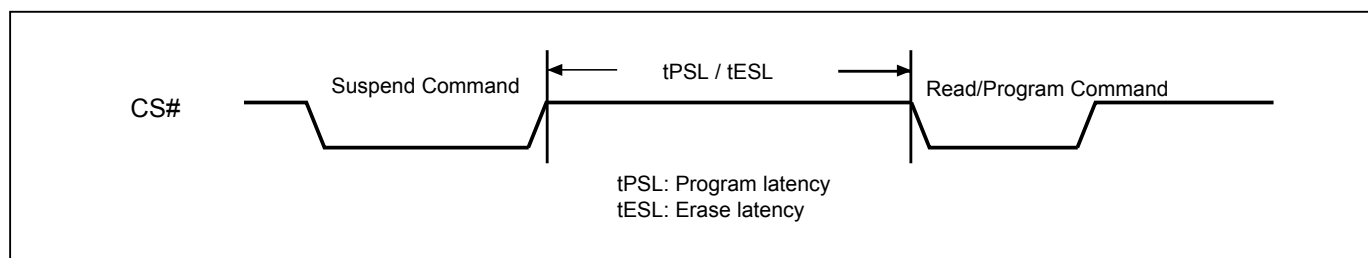 tPSL / tESL
Suspend Command
Read/Program Command
CS#
tPSL: Program latency
tESL: Erase latency